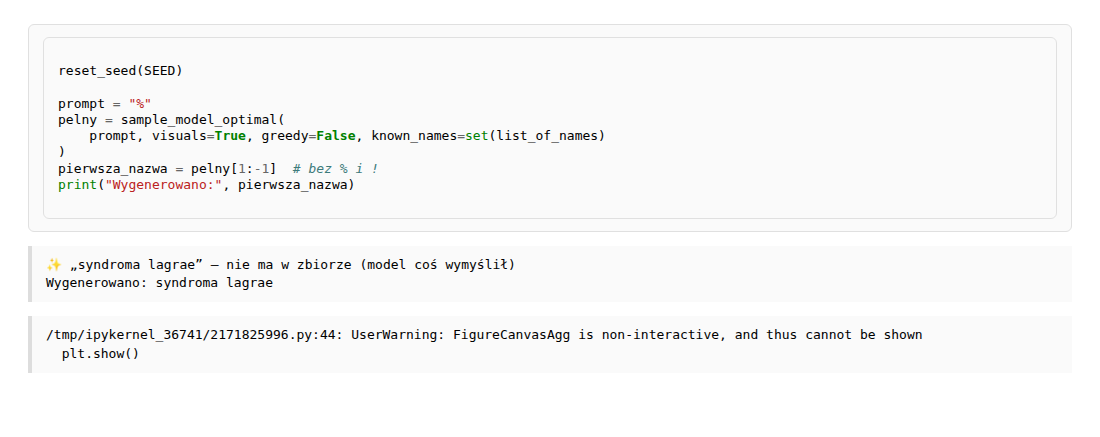 reset_seed(SEED)

prompt = "%"
pelny = sample_model_optimal(
    prompt, visuals=True, greedy=False, known_names=set(list_of_names)
)
pierwsza_nazwa = pelny[1:-1]  # bez % i !
print("Wygenerowano:", pierwsza_nazwa)
✨ „syndroma lagrae” — nie ma w zbiorze (model coś wymyślił)
Wygenerowano: syndroma lagrae
/tmp/ipykernel_36741/2171825996.py:44: UserWarning: FigureCanvasAgg is non-interactive, and thus cannot be shown
  plt.show()